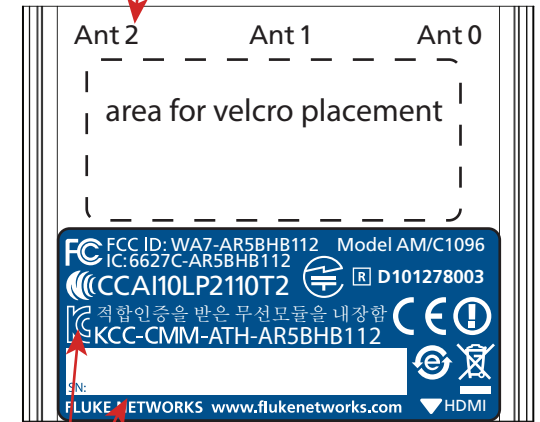 Ant 2 Ant 1 Ant 0
area for velcro placement
FCC ID: WA7-AR5BHB112 Model AM/C1096
IC:6627C-AR5BHB112
CCAI10LP2110T2 R D101278003
적합인증을 받은 무선모듈을 내장함
KCC-CMM-ATH-AR5BHB112
SN:
FLUKE NETWORKS www.flukenetworks.com HDMI